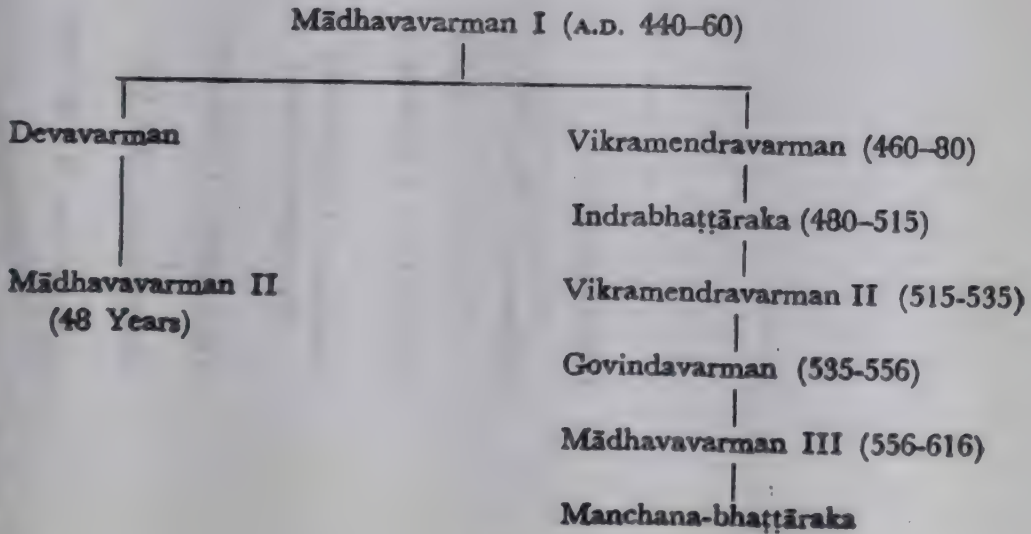 Mādhavavarman I (A.D. 440–60)
Devavarman
Mādhavavarman II
(48 Years)
Vikramendravarman (460–80)
Indrabhaṭṭāraka (480–515)
Vikramendravarman II (515-535)
Govindavarman (535-556)
Mādhavavarman III (556-616)
Manchana-bhaṭṭāraka